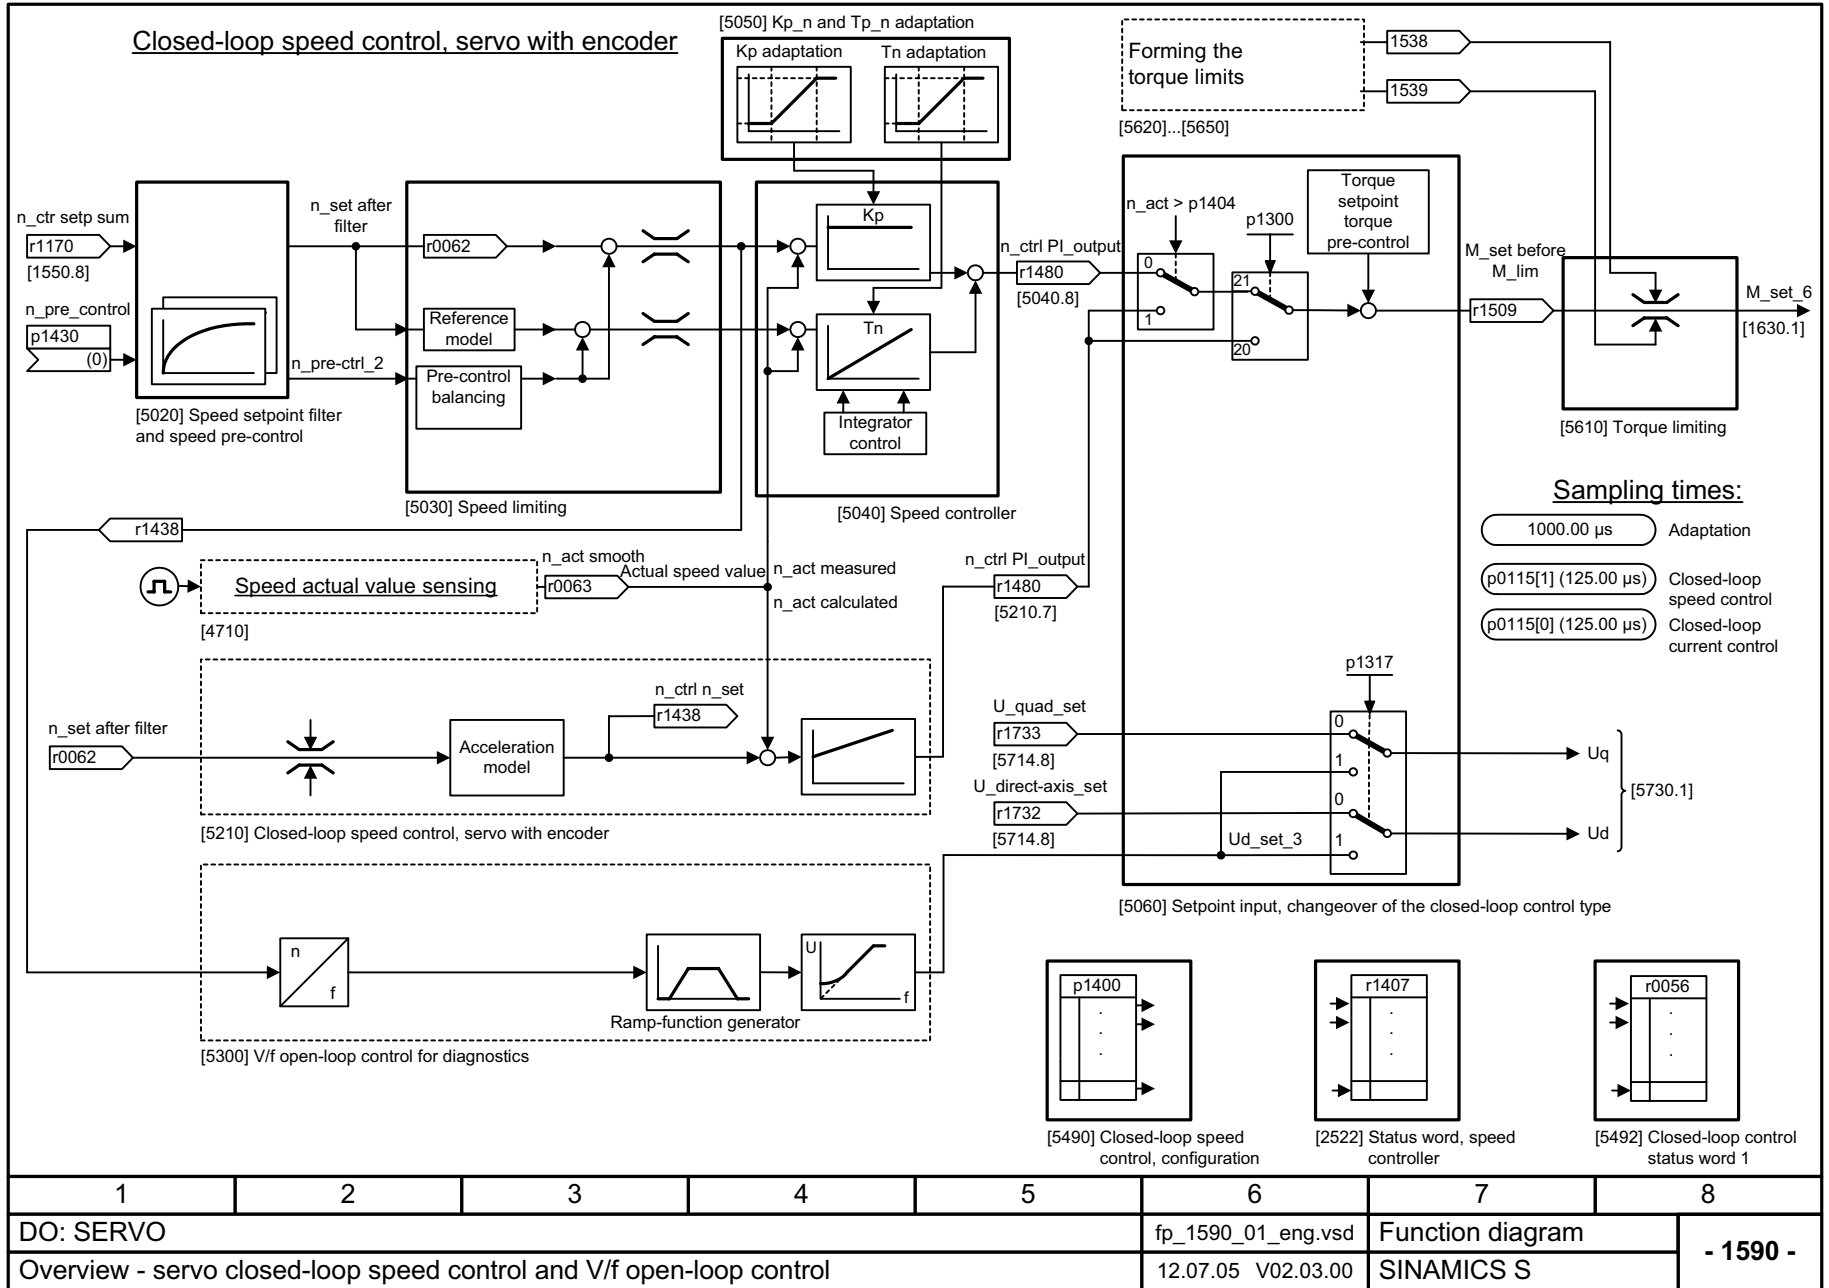 Closed-loop speed control, servo with encoder
[5050] Kp_n and Tp_n adaptation
Kp adaptation
Tn adaptation
Forming the
torque limits
1538
1539
[5620]...[5650]
n_ctr setp sum
r1170
[1550.8]
n_pre_control
p1430
(0)
[5020] Speed setpoint filter
and speed pre-control
n_set after
filter
n_pre-ctrl_2
r0062
Reference
model
Pre-control
balancing
[5030] Speed limiting
Kp
Tn
Integrator
control
[5040] Speed controller
n_ctrl PI_output
r1480
[5040.8]
n_act > p1404
0
1
p1300
21
20
Torque
setpoint
torque
pre-control
M_set before
M_lim
r1509
M_set_6
[1630.1]
[5610] Torque limiting
Sampling times:
1000.00 µs
Adaptation
p0115[1] (125.00 µs)
Closed-loop
speed control
p0115[0] (125.00 µs)
Closed-loop
current control
r1438
Speed actual value sensing
[4710]
n_act smooth
r0063
Actual speed value
n_act measured
n_act calculated
n_ctrl PI_output
r1480
[5210.7]
n_set after filter
r0062
Acceleration
model
n_ctrl n_set
r1438
[5210] Closed-loop speed control, servo with encoder
U_quad_set
r1733
[5714.8]
U_direct-axis_set
r1732
[5714.8]
Ud_set_3
p1317
0
1
0
1
Uq
Ud
[5730.1]
[5060] Setpoint input, changeover of the closed-loop control type
n
f
Ramp-function generator
U
f
[5300] V/f open-loop control for diagnostics
p1400
[5490] Closed-loop speed
control, configuration
r1407
[2522] Status word, speed
controller
r0056
[5492] Closed-loop control
status word 1
1 2 3 4 5 6 7 8
DO: SERVO
fp_1590_01_eng.vsd
Function diagram
- 1590 -
Overview - servo closed-loop speed control and V/f open-loop control
12.07.05 V02.03.00
SINAMICS S